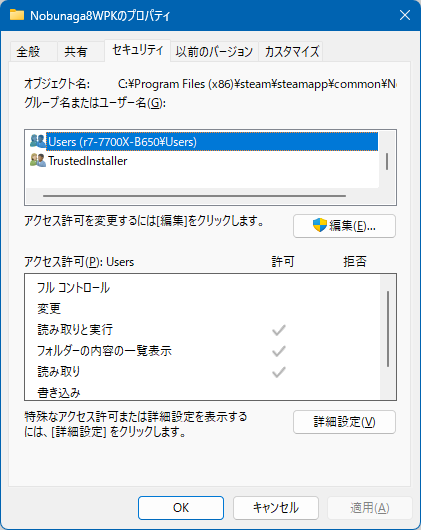 Nobunaga8WPKのプロパティ
全般 共有 セキュリティ 以前のバージョン カスタマイズ
オブジェクト名: C:¥Program Files (x86)¥steam¥steamapp¥common¥No
グループ名またはユーザー名(G):
Users (r7-7700X-B650¥Users)
TrustedInstaller
アクセス許可を変更するには[編集]をクリックします。
編集(E)...
アクセス許可(P): Users 許可 拒否
フル コントロール
変更
読み取りと実行
フォルダーの内容の一覧表示
読み取り
書き込み
特殊なアクセス許可または詳細設定を表示する
には、[詳細設定] をクリックします。
詳細設定(V)
OK キャンセル 適用(A)